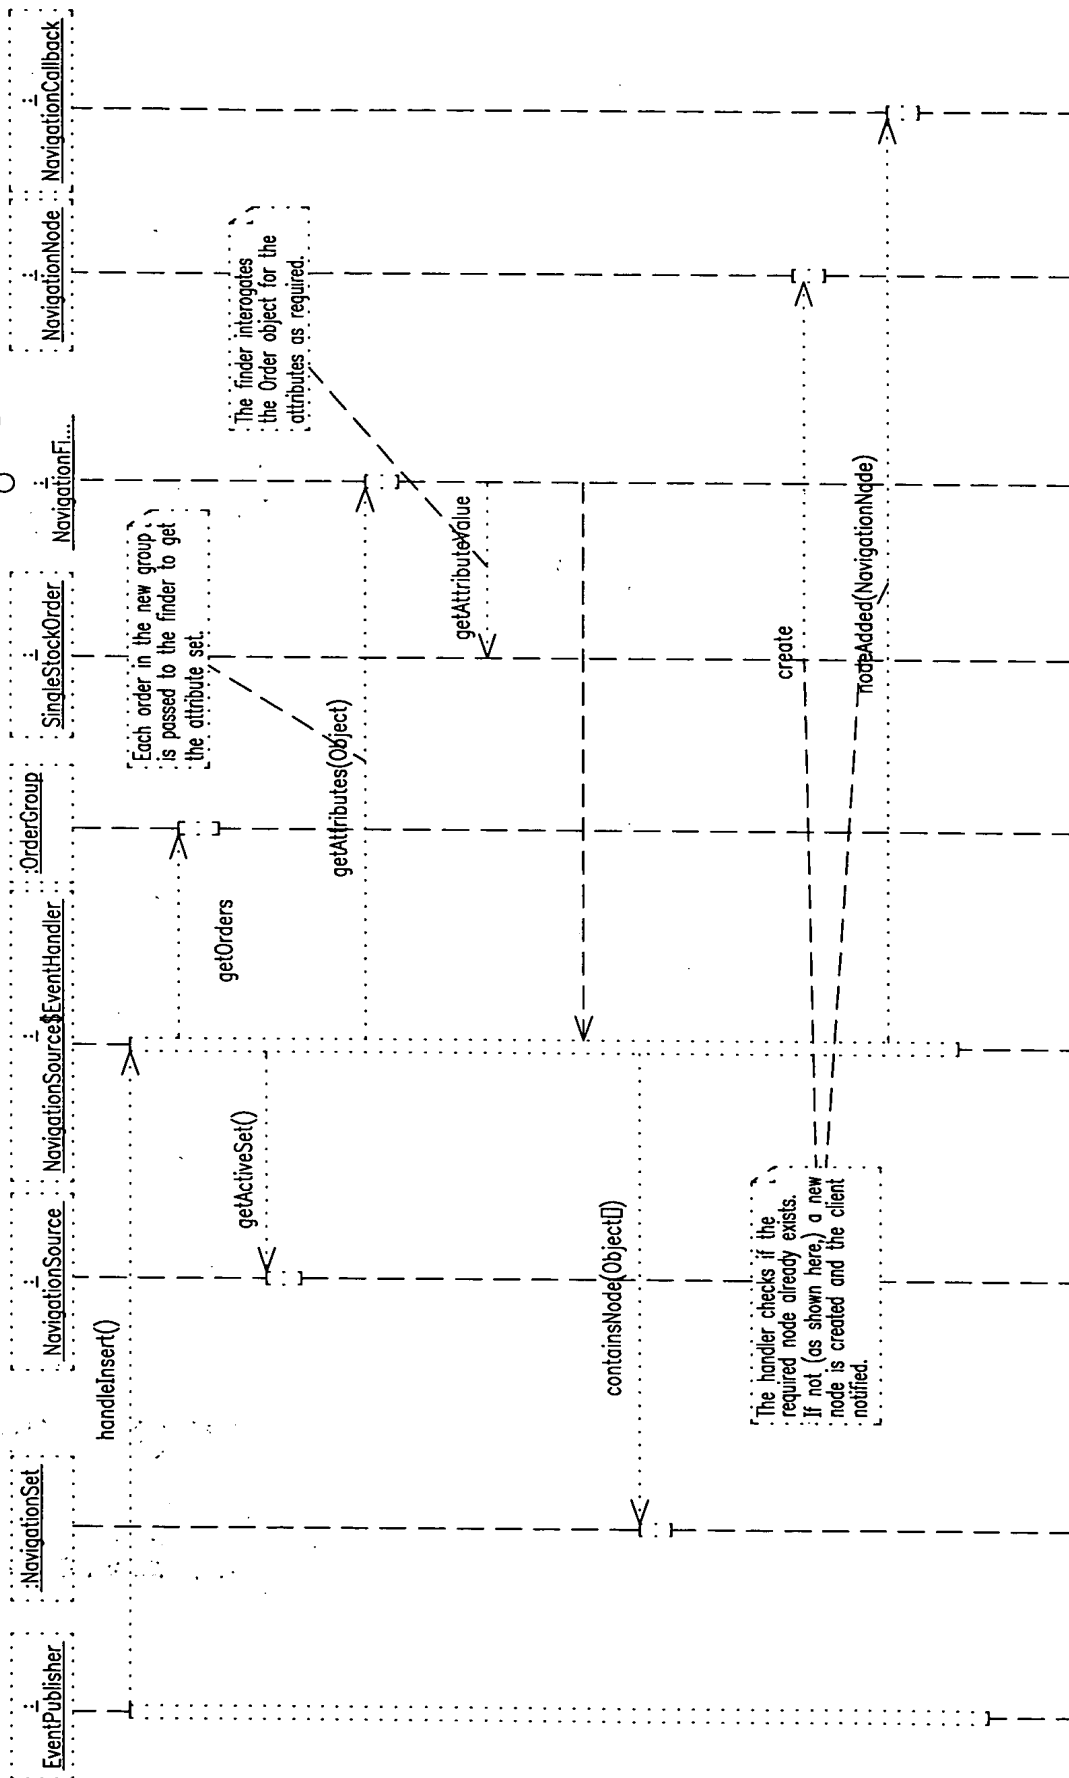 :
EventPublisher
:NavigationSet
:
NavigationSource
:
NavigationSource$EventHandler
:OrderGroup
:
SingleStockOrder
:
NavigationFi...
:
NavigationNode
:
NavigationCallback
handleInsert()
Each order in the new group
is passed to the finder to get
the attribute set.
getOrders
The finder interogates
the Order object for the
attributes as required.
getActiveSet()
getAttributes(Object)
getAttributeValue
containsNode(Object[])
The handler checks if the
required node already exists.
If not (as shown here,) a new
node is created and the client
notified.
create
nodeAdded(NavigationNode)